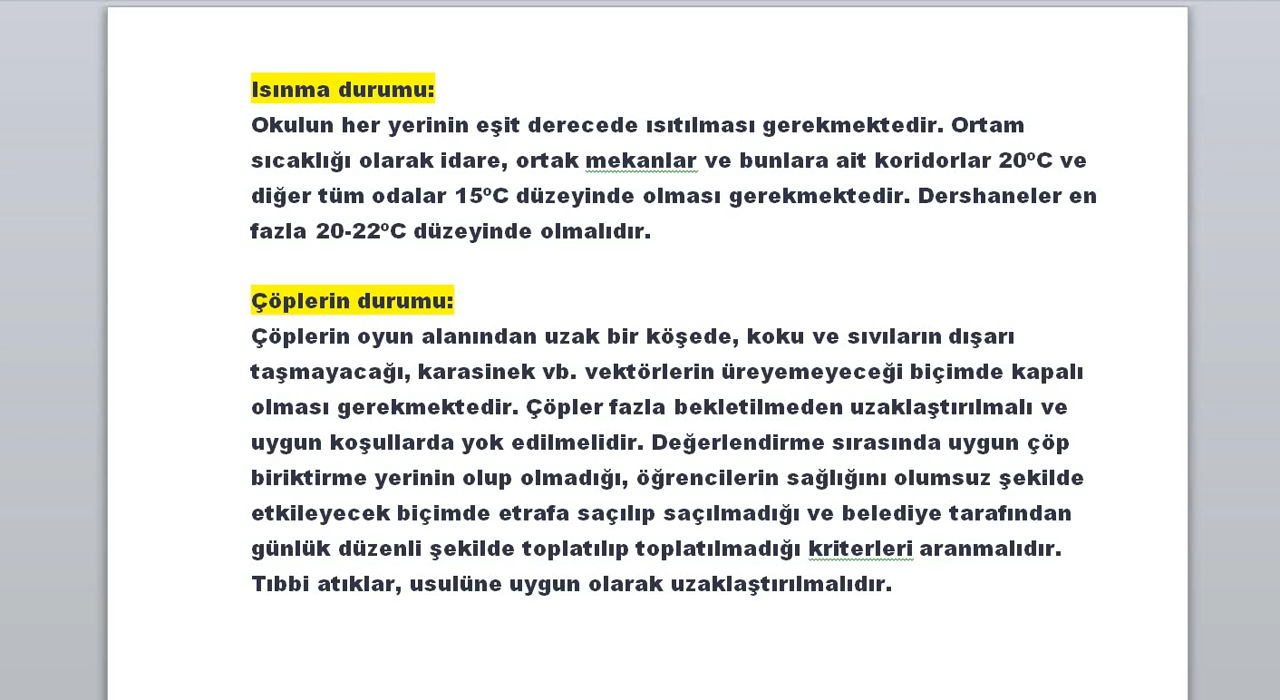 Isınma durumu:
Okulun her yerinin eşit derecede ısıtılması gerekmektedir. Ortam
sıcaklığı olarak idare, ortak mekanlar ve bunlara ait koridorlar 20ºC ve
diğer tüm odalar 15ºC düzeyinde olması gerekmektedir. Dershaneler en
fazla 20-22ºC düzeyinde olmalıdır.
Çöplerin durumu:
Çöplerin oyun alanından uzak bir köşede, koku ve sıvıların dışarı
taşmayacağı, karasinek vb. vektörlerin üreyemeyeceği biçimde kapalı
olması gerekmektedir. Çöpler fazla bekletilmeden uzaklaştırılmalı ve
uygun koşullarda yok edilmelidir. Değerlendirme sırasında uygun çöp
biriktirme yerinin olup olmadığı, öğrencilerin sağlığını olumsuz şekilde
etkileyecek biçimde etrafa saçılıp saçılmadığı ve belediye tarafından
günlük düzenli şekilde toplatılıp toplatılmadığı kriterleri aranmalıdır.
Tıbbi atıklar, usulüne uygun olarak uzaklaştırılmalıdır.